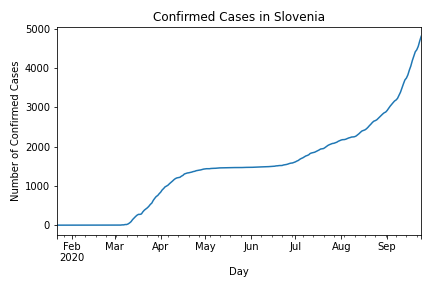 Confirmed Cases in Slovenia
Number of Confirmed Cases
5000
4000
3000
2000
1000
0
Feb Mar Apr May Jun Jul Aug Sep
2020
Day